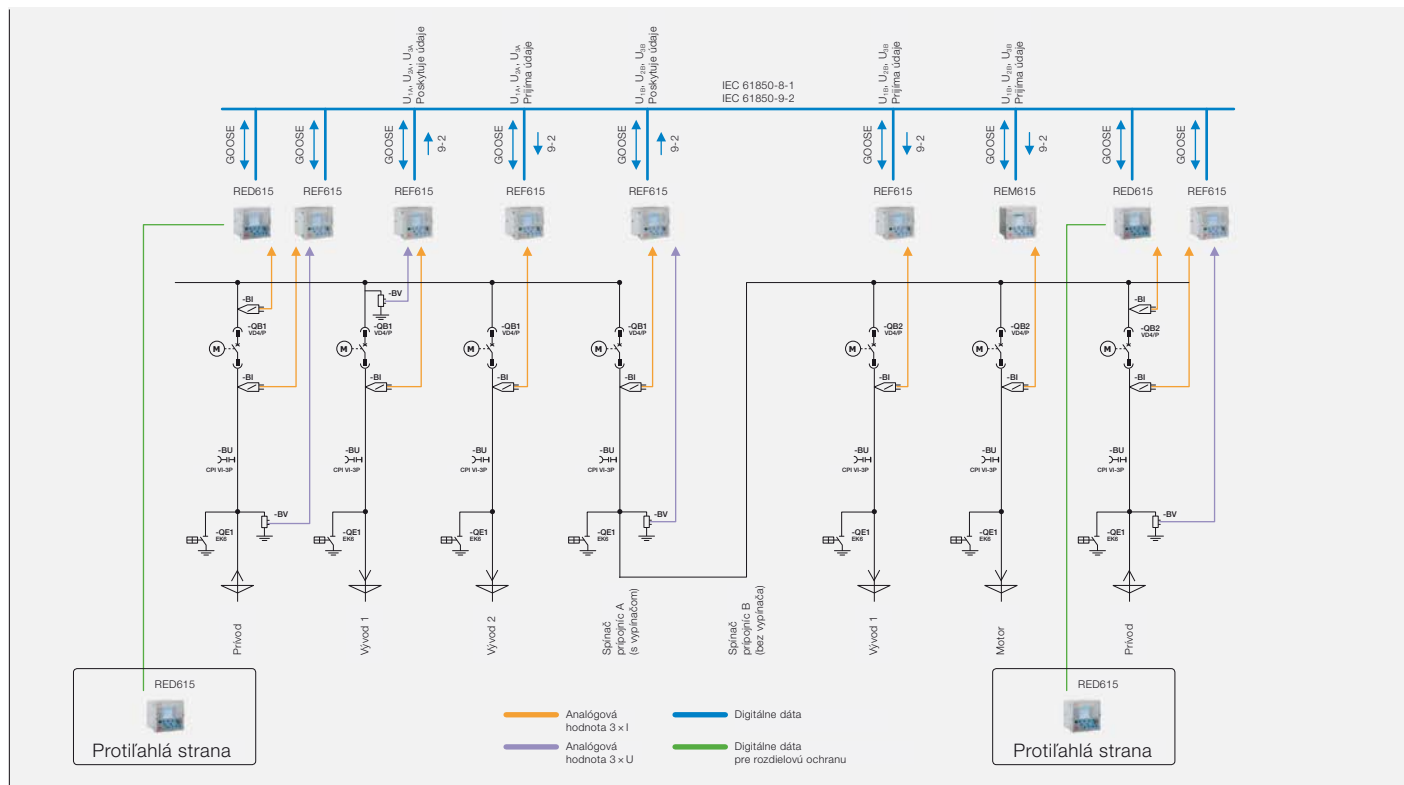 U1A, U2A, U3A
Poskytuje údaje
U1A, U2A, U3A
Prijíma údaje
U1B, U2B, U3B
Poskytuje údaje
IEC 61850-8-1
IEC 61850-9-2
U1B, U2B, U3B
Prijíma údaje
U1B, U2B, U3B
Prijíma údaje
GOOSE
GOOSE
GOOSE
9-2
GOOSE
9-2
GOOSE
9-2
GOOSE
9-2
GOOSE
9-2
GOOSE
GOOSE
RED615
REF615
REF615
REF615
REF615
REF615
REM615
RED615
REF615
-BI
-BV
-BI
-QB1
VD4/P
-QB1
VD4/P
-QB1
VD4/P
-QB1
VD4/P
-QB2
VD4/P
-QB2
VD4/P
-QB2
VD4/P
M
M
M
M
M
M
M
-BI
-BI
-BI
-BI
-BI
-BI
-BI
-BU
CPI VI-3P
-BU
CPI VI-3P
-BU
CPI VI-3P
-BU
CPI VI-3P
-BU
CPI VI-3P
-BU
CPI VI-3P
-BU
CPI VI-3P
-BV
-BV
-BV
-QE1
EK6
-QE1
EK6
-QE1
EK6
-QE1
EK6
-QE1
EK6
-QE1
EK6
-QE1
EK6
Prívod
Vývod 1
Vývod 2
Spínač
prípojníc A
(s vypínačom)
Spínač
prípojníc B
(bez vypínača)
Vývod 1
Motor
Prívod
RED615
Protiľahlá strana
RED615
Protiľahlá strana
Analógová
hodnota 3 × I
Digitálne dáta
Analógová
hodnota 3 × U
Digitálne dáta
pre rozdielovú ochranu